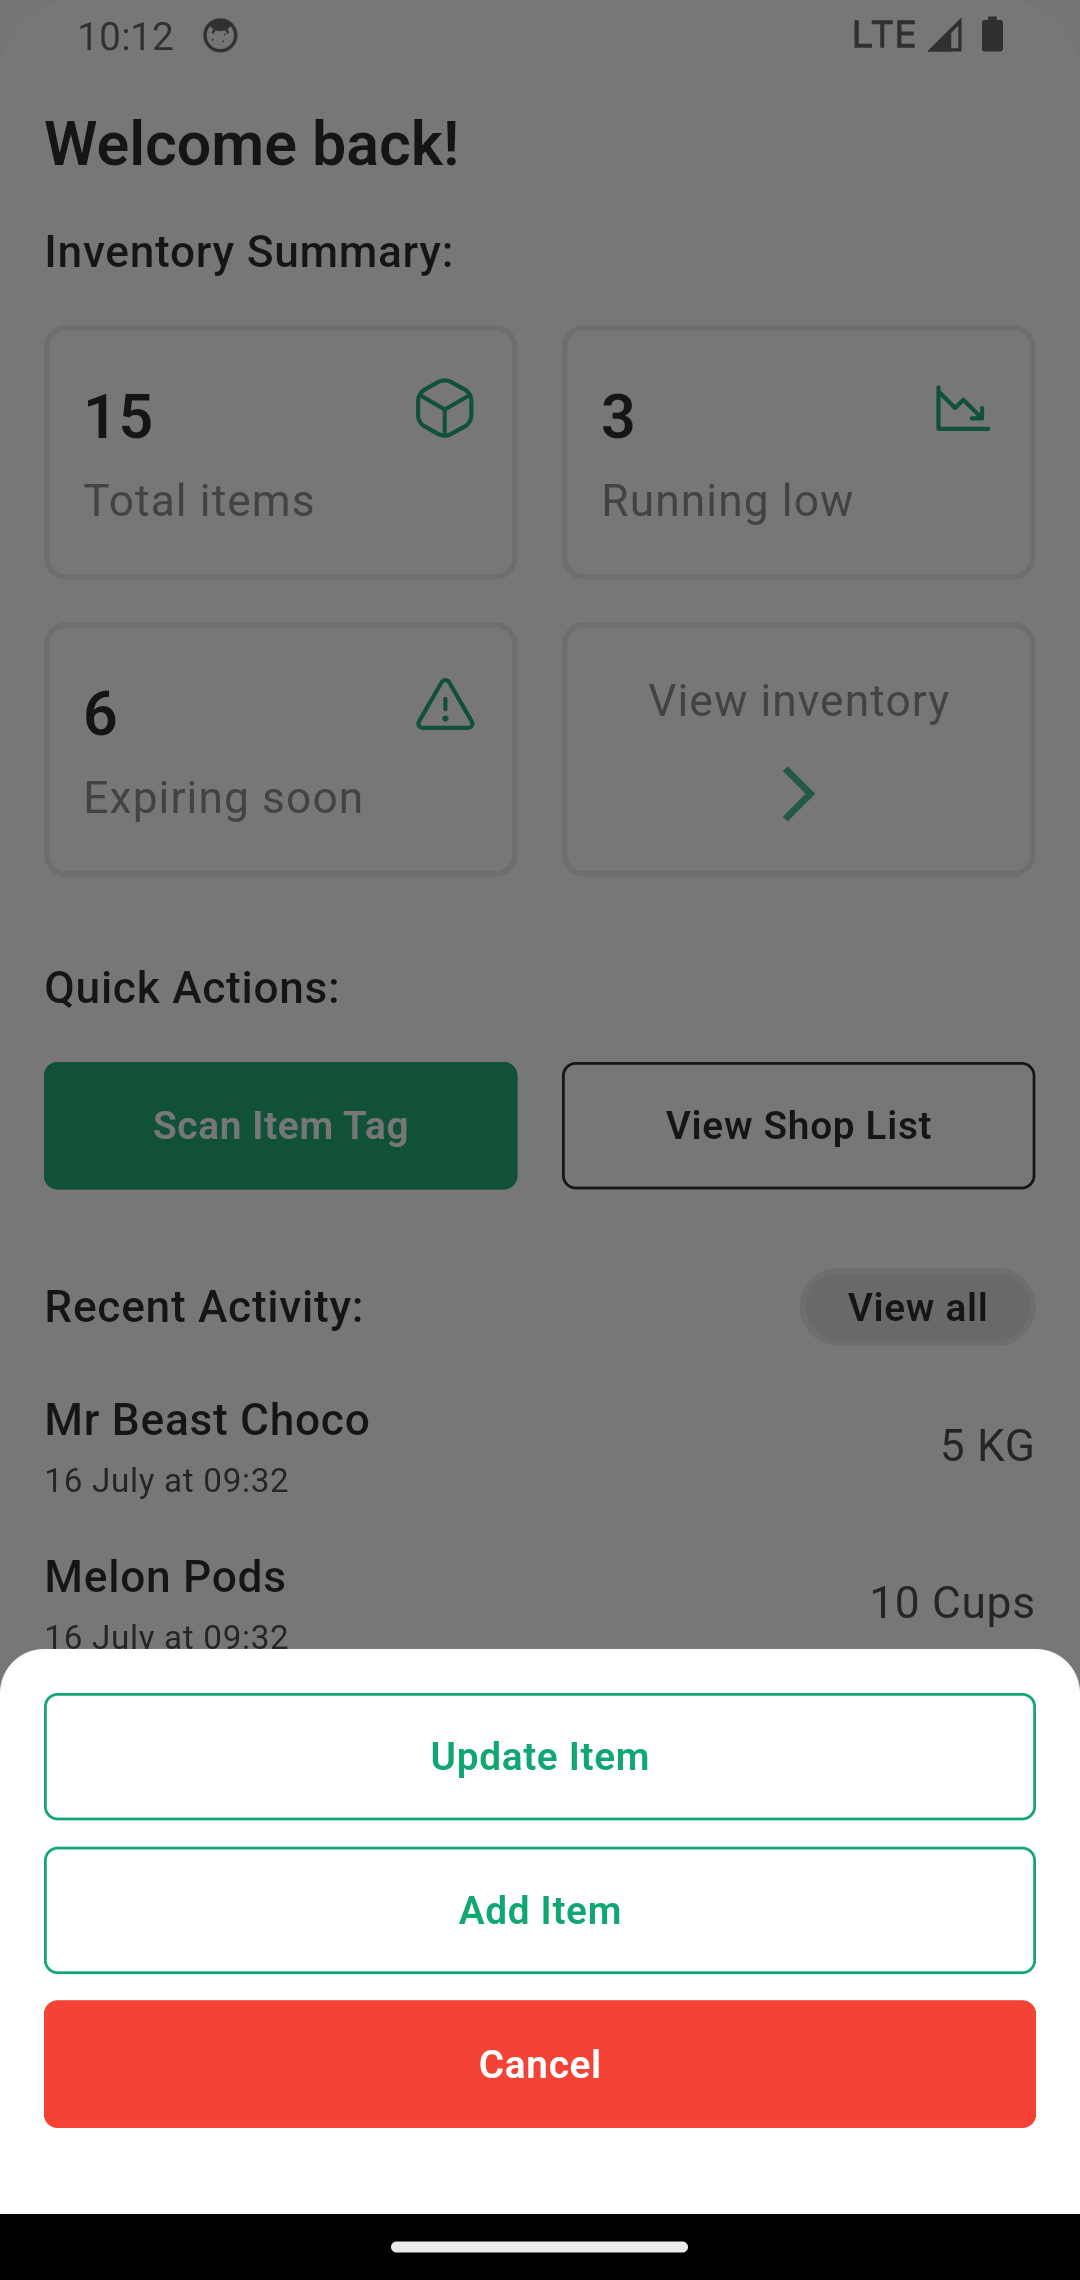 10:12 LTE
Welcome back!
Inventory Summary:
15
Total items
3
Running low
6
Expiring soon
View inventory
Quick Actions:
Scan Item Tag
View Shop List
Recent Activity:
View all
Mr Beast Choco
5 KG
16 July at 09:32
Melon Pods
10 Cups
16 July at 09:32
Update Item
Add Item
Cancel